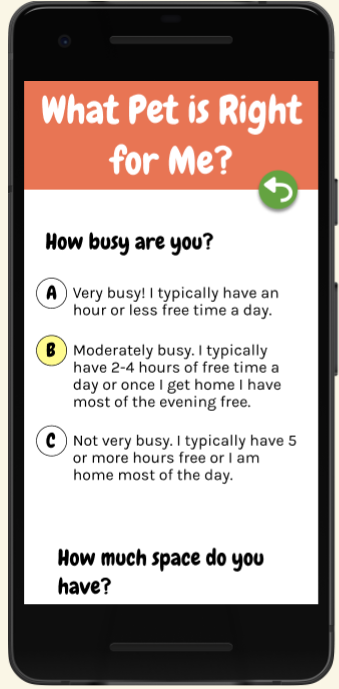 What Pet is Right
for Me?
How busy are you?
A Very busy! I typically have an
hour or less free time a day.
B Moderately busy. I typically
have 2-4 hours of free time a
day or once I get home I have
most of the evening free.
C Not very busy. I typically have 5
or more hours free or I am
home most of the day.
How much space do you
have?